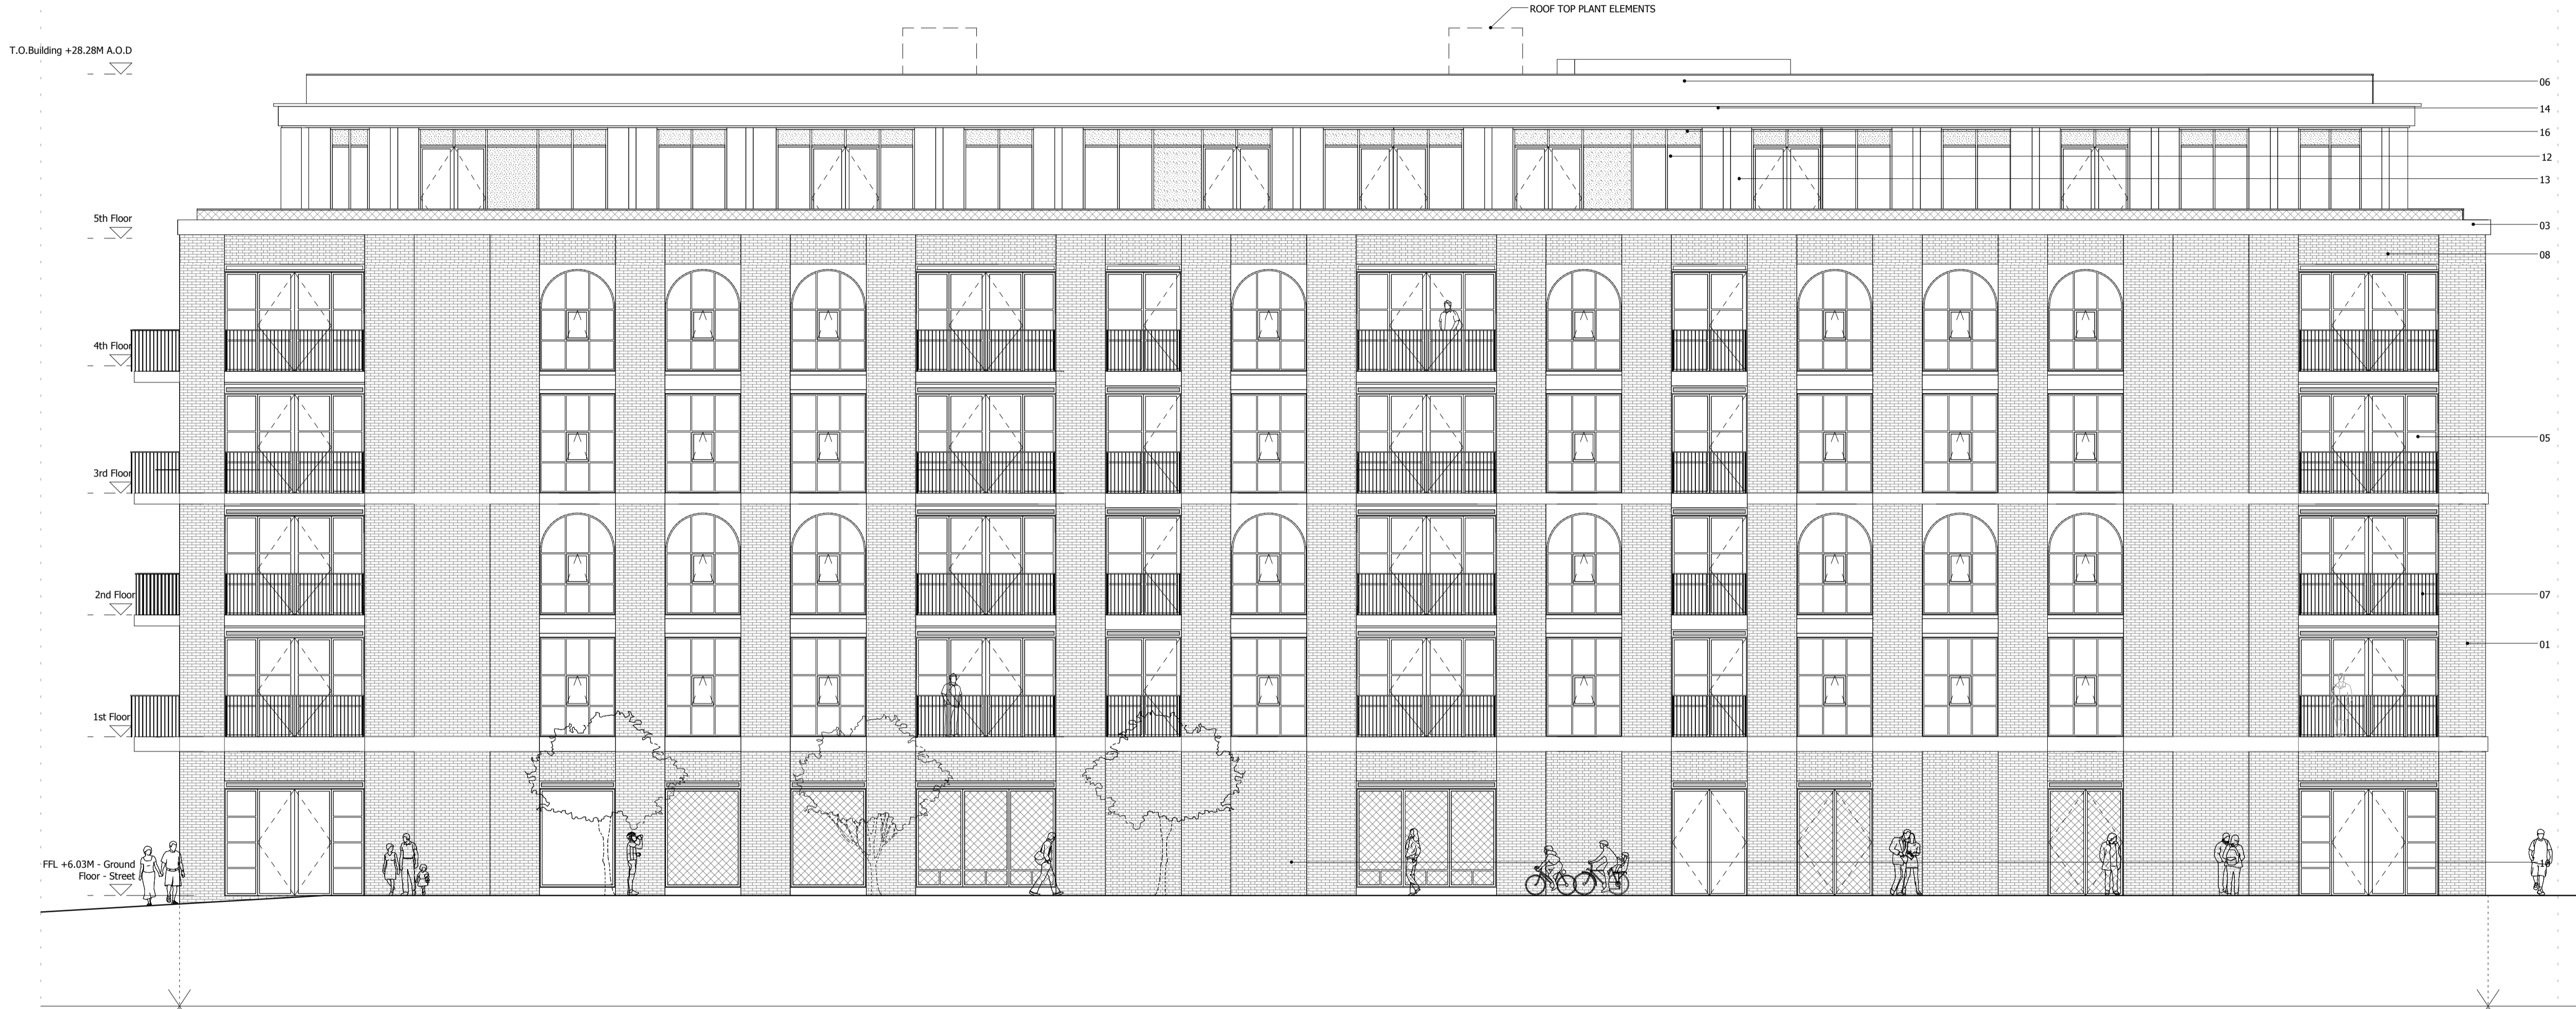 ROOF TOP PLANT ELEMENTS
T.O.Building +28.28M A.O.D
06
14
16
12
13
5th Floor
03
08
4th Floor
05
3rd Floor
2nd Floor
07
01
1st Floor
FFL +6.03M - Ground
Floor - Street